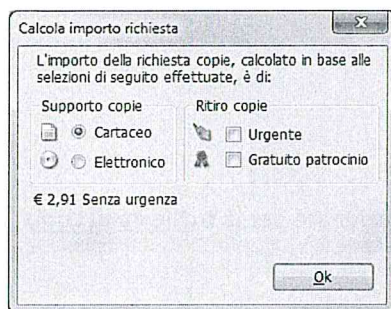 Calcola importo richiesta
L'importo della richiesta copie, calcolato in base alle
selezioni di seguito effettuate, è di:
Supporto copie
Cartaceo
Elettronico
Ritiro copie
Urgente
Gratuito patrocinio
€ 2,91 Senza urgenza
Ok